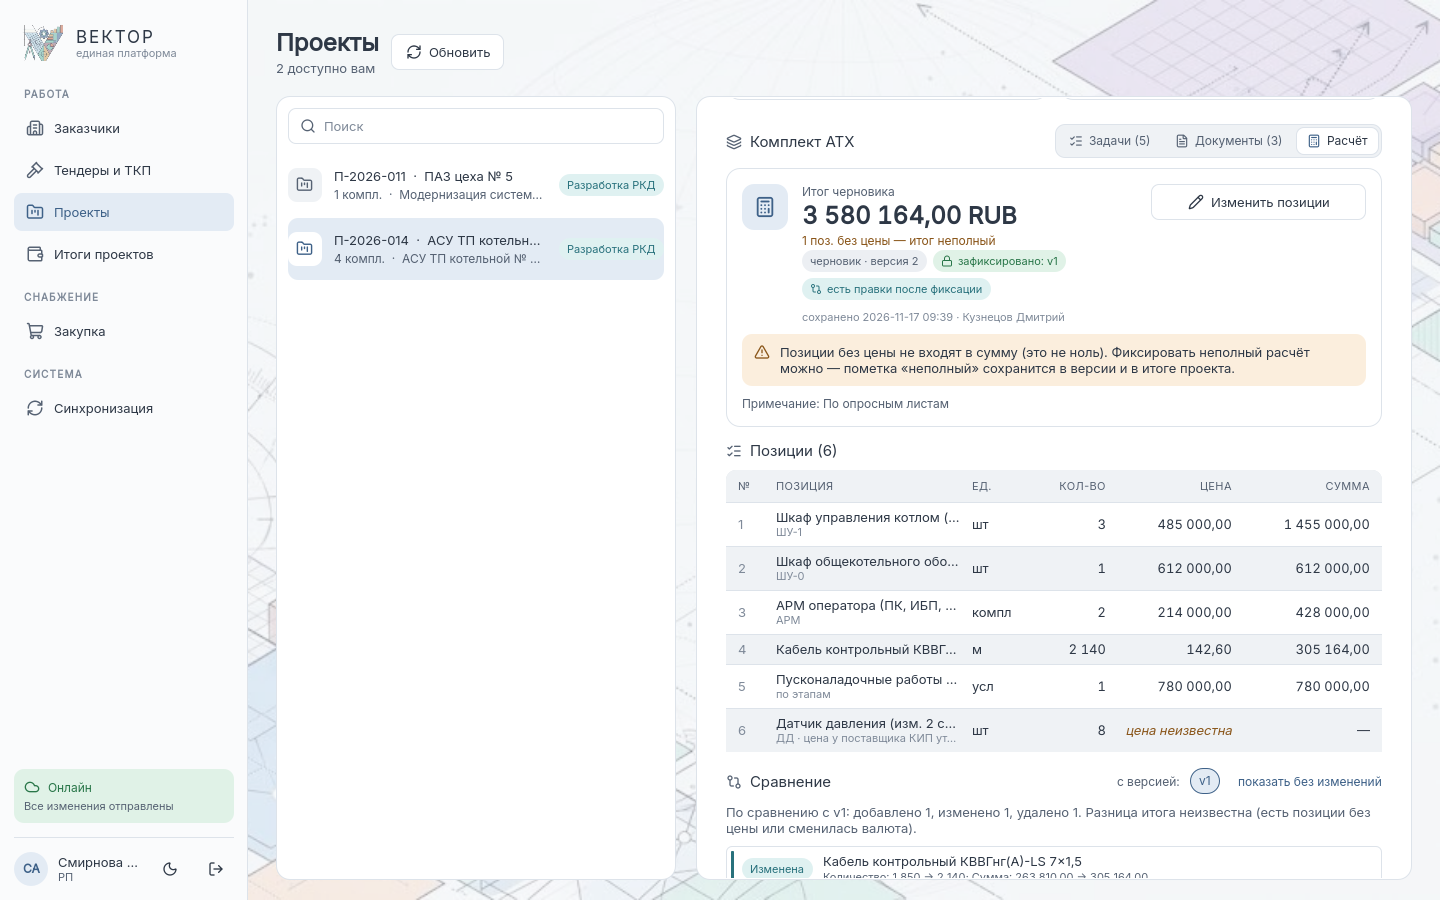 ВЕКТОР
единая платформа
РАБОТА
Заказчики
Тендеры и ТКП
Проекты
Итоги проектов
СНАБЖЕНИЕ
Закупка
СИСТЕМА
Синхронизация
Онлайн
Все изменения отправлены
СА
Смирнова ...
РП
Проекты
2 доступно вам
Обновить
Поиск
П-2026-011 · ПАЗ цеха № 5
1 компл. · Модернизация систем...
Разработка РКД
П-2026-014 · АСУ ТП котельн...
4 компл. · АСУ ТП котельной № ...
Разработка РКД
Комплект АТХ
Задачи (5)
Документы (3)
Расчёт
Итог черновика
3 580 164,00 RUB
1 поз. без цены — итог неполный
черновик · версия 2
зафиксировано: v1
есть правки после фиксации
сохранено 2026-11-17 09:39 · Кузнецов Дмитрий
Изменить позиции
Позиции без цены не входят в сумму (это не ноль). Фиксировать неполный расчёт
можно — пометка «неполный» сохранится в версии и в итоге проекта.
Примечание: По опросным листам
Позиции (6)
№ ПОЗИЦИЯ ЕД. КОЛ-ВО ЦЕНА СУММА
1 Шкаф управления котлом (... шт 3 485 000,00 1 455 000,00
ШУ-1
2 Шкаф общекотельного обо... шт 1 612 000,00 612 000,00
ШУ-0
3 АРМ оператора (ПК, ИБП, ... компл 2 214 000,00 428 000,00
АРМ
4 Кабель контрольный КВВГ... м 2 140 142,60 305 164,00
5 Пусконаладочные работы ... усл 1 780 000,00 780 000,00
по этапам
6 Датчик давления (изм. 2 с... шт 8 цена неизвестна —
ДД · цена у поставщика КИП ут...
Сравнение
с версией: v1 показать без изменений
По сравнению с v1: добавлено 1, изменено 1, удалено 1. Разница итога неизвестна (есть позиции без
цены или сменилась валюта).
Изменена
Кабель контрольный КВВГнг(А)-LS 7×1,5
Количество: 1 850 → 2 140; Сумма: 263 810,00 → 305 164,00